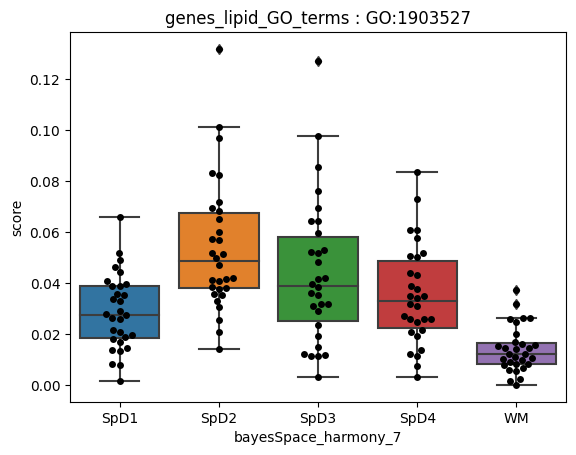 genes_lipid_GO_terms : GO:1903527
score
0.12
0.10
0.08
0.06
0.04
0.02
0.00
SpD1 SpD2 SpD3 SpD4 WM
bayesSpace_harmony_7